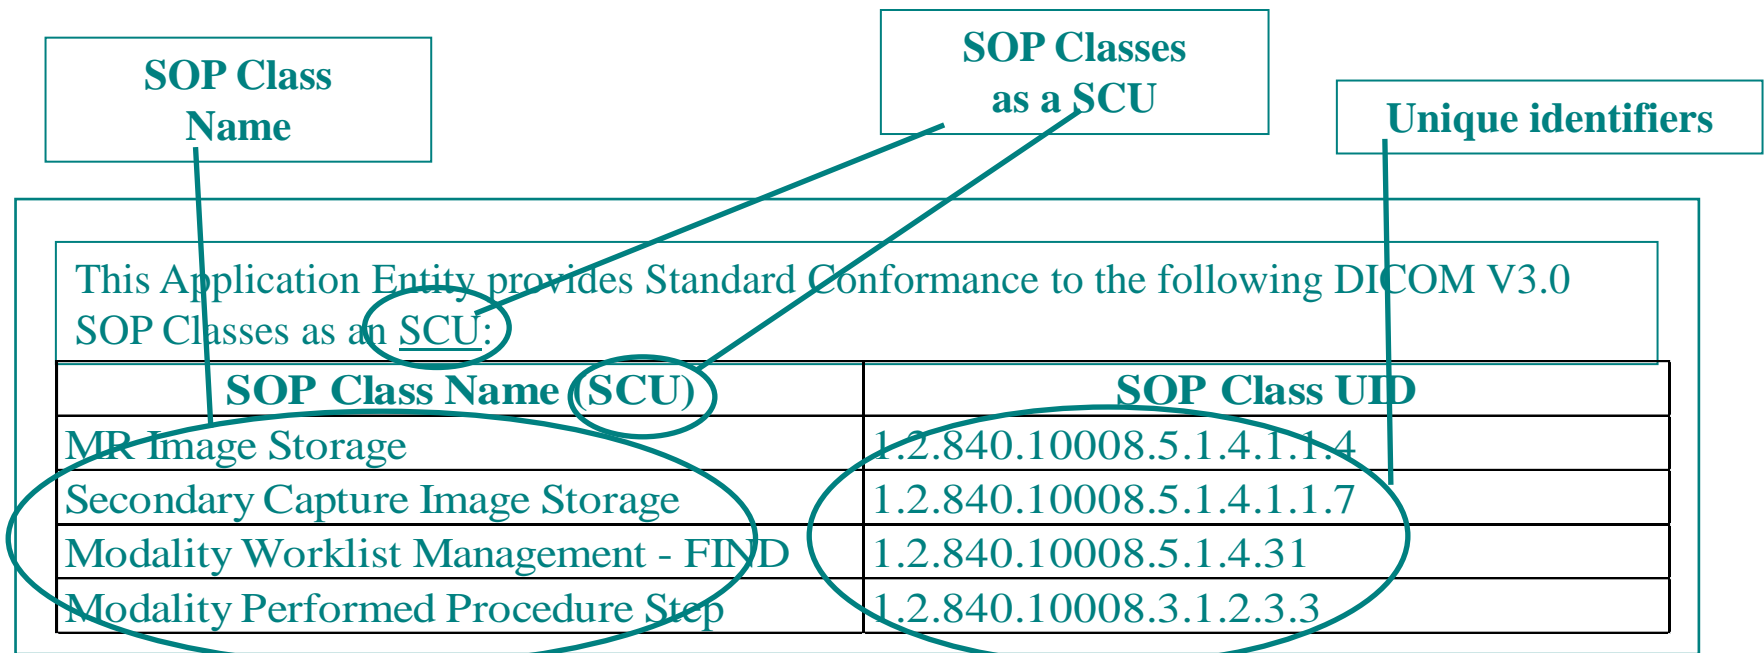 SOP Class
Name
SOP Classes
as a SCU
Unique identifiers
This Application Entity provides Standard Conformance to the following DICOM V3.0
SOP Classes as an SCU:
SOP Class Name (SCU) SOP Class UID
MR Image Storage 1.2.840.10008.5.1.4.1.1.4
Secondary Capture Image Storage 1.2.840.10008.5.1.4.1.1.7
Modality Worklist Management - FIND 1.2.840.10008.5.1.4.31
Modality Performed Procedure Step 1.2.840.10008.3.1.2.3.3